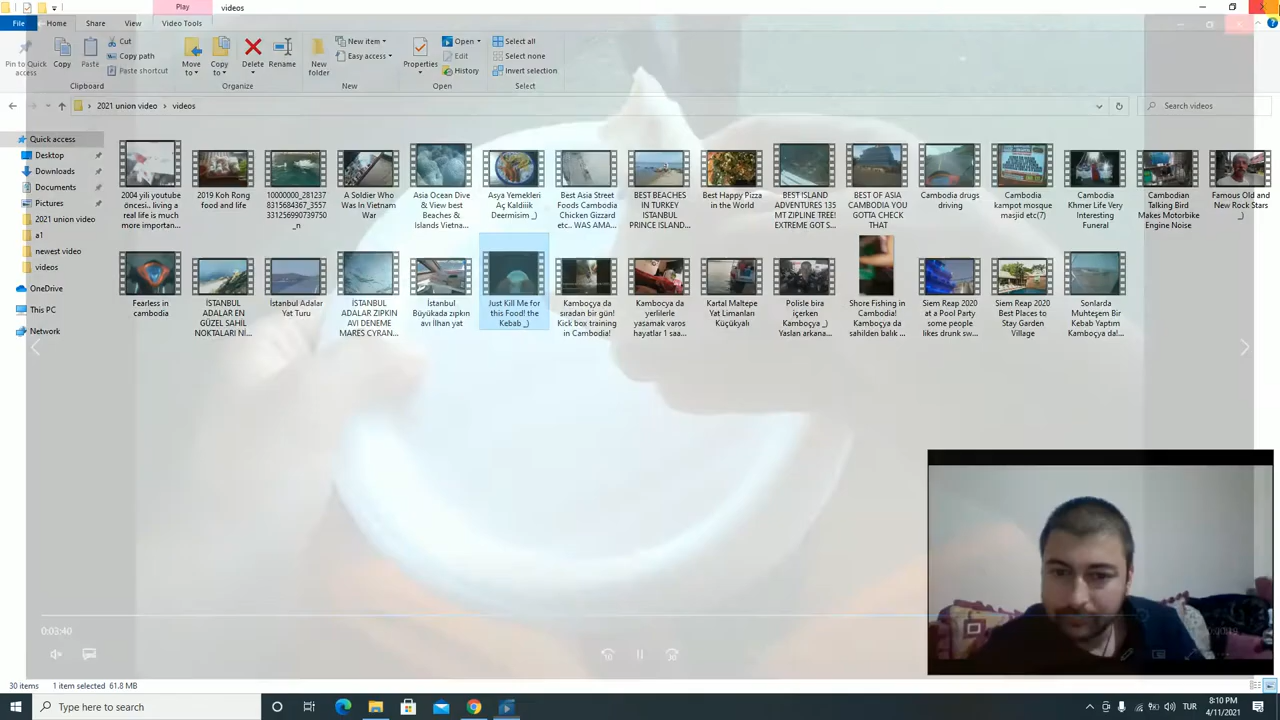 Play
videos
File
Home
Share
View
Video Tools
Pin to Quick
access
Copy
Paste
Cut
Copy path
Paste shortcut
Clipboard
Move
to
Copy
to
Delete
Rename
Organize
New
folder
New item
Easy access
New
Properties
Open
Edit
History
Open
Select all
Select none
Invert selection
Select
2021 union video
videos
Search videos
Quick access
Desktop
Downloads
Documents
Pictures
2021 union video
a1
newest video
videos
OneDrive
This PC
Network
2004 yili youtube
öncesi.. living a
real life is much
more importan...
2019 Koh Rong
food and life
10000000_281237
8315684367_3557
331256990739750
_n
A Soldier Who
Was In Vietnam
War
Asia Ocean Dive
& View best
Beaches &
Islands Vietna...
Asya Yemekleri
Aç Kaldiiik
Deermisim _)
Best Asia Street
Foods Cambodia
Chicken Gizzard
etc.. WAS AMA...
BEST BEACHES
IN TURKEY
ISTANBUL
PRINCE ISLAND...
Best Happy Pizza
in the World
BEST ISLAND
ADVENTURES 135
MT ZIPLINE TREE!
EXTREME GOT S...
BEST OF ASIA
CAMBODIA YOU
GOTTA CHECK
THAT
Cambodia drugs
driving
Cambodia
kampot mosque
masjid etc(7)
Cambodia
Khmer Life Very
Interesting
Funeral
Cambodian
Talking Bird
Makes Motorbike
Engine Noise
Famous Old and
New Rock Stars
_)
Fearless in
cambodia
İSTANBUL
ADALAR EN
GÜZEL SAHIL
NOKTALARI NI...
İstanbul Adalar
Yat Turu
İSTANBUL
ADALAR ZIPKIN
AVI DENEME
MARES CYRAN...
İstanbul
Büyükada zıpkın
avı İlhan yat
Just Kill Me for
this Food! the
Kebab _)
Kamboçya da
sıradan bir gün!
Kick box training
in Cambodia!
Kambocya da
yerlilerle
yasamak varos
hayatlar 1 saa...
Kartal Maltepe
Yat Limanları
Küçükyalı
Polisle bira
içerken
Kamboçya _)
Yaslan arkana...
Shore Fishing in
Cambodia!
Kamboçya da
sahilden balık ...
Siem Reap 2020
at a Pool Party
some people
likes drunk sw...
Siem Reap 2020
Best Places to
Stay Garden
Village
Sonlarda
Muhteşem Bir
Kebab Yaptım
Kamboçya da!...
0:03:40
10
30
30 items
1 item selected
61.8 MB
Type here to search
TUR
8:10 PM
4/11/2021